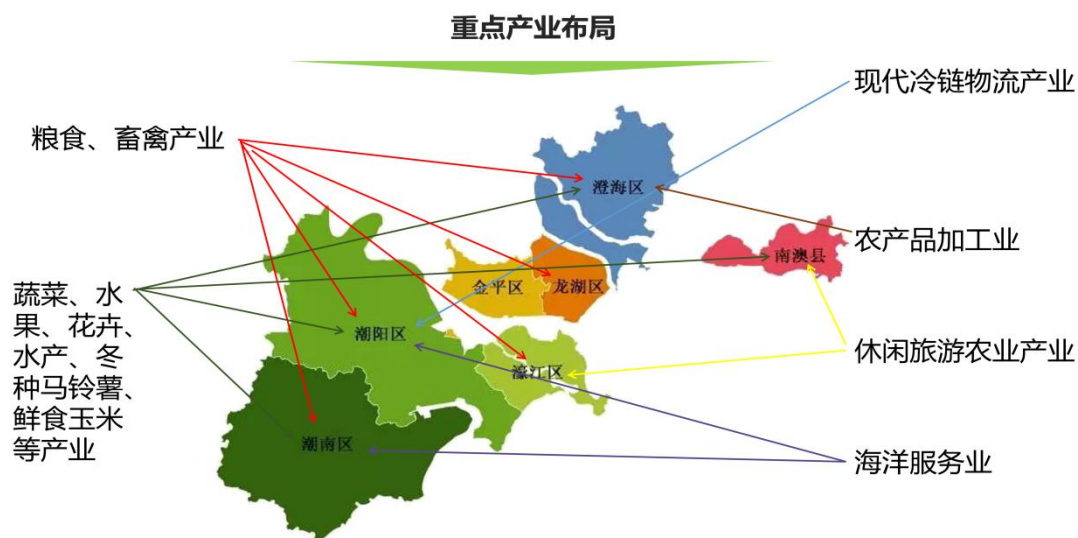 重点产业布局
现代冷链物流产业
粮食、畜禽产业
澄海区
农产品加工业
南澳县
金平区
龙湖区
蔬菜、水
果、花卉、
水产、冬
种马铃薯、
鲜食玉米
等产业
潮阳区
休闲旅游农业产业
濠江区
潮南区
海洋服务业